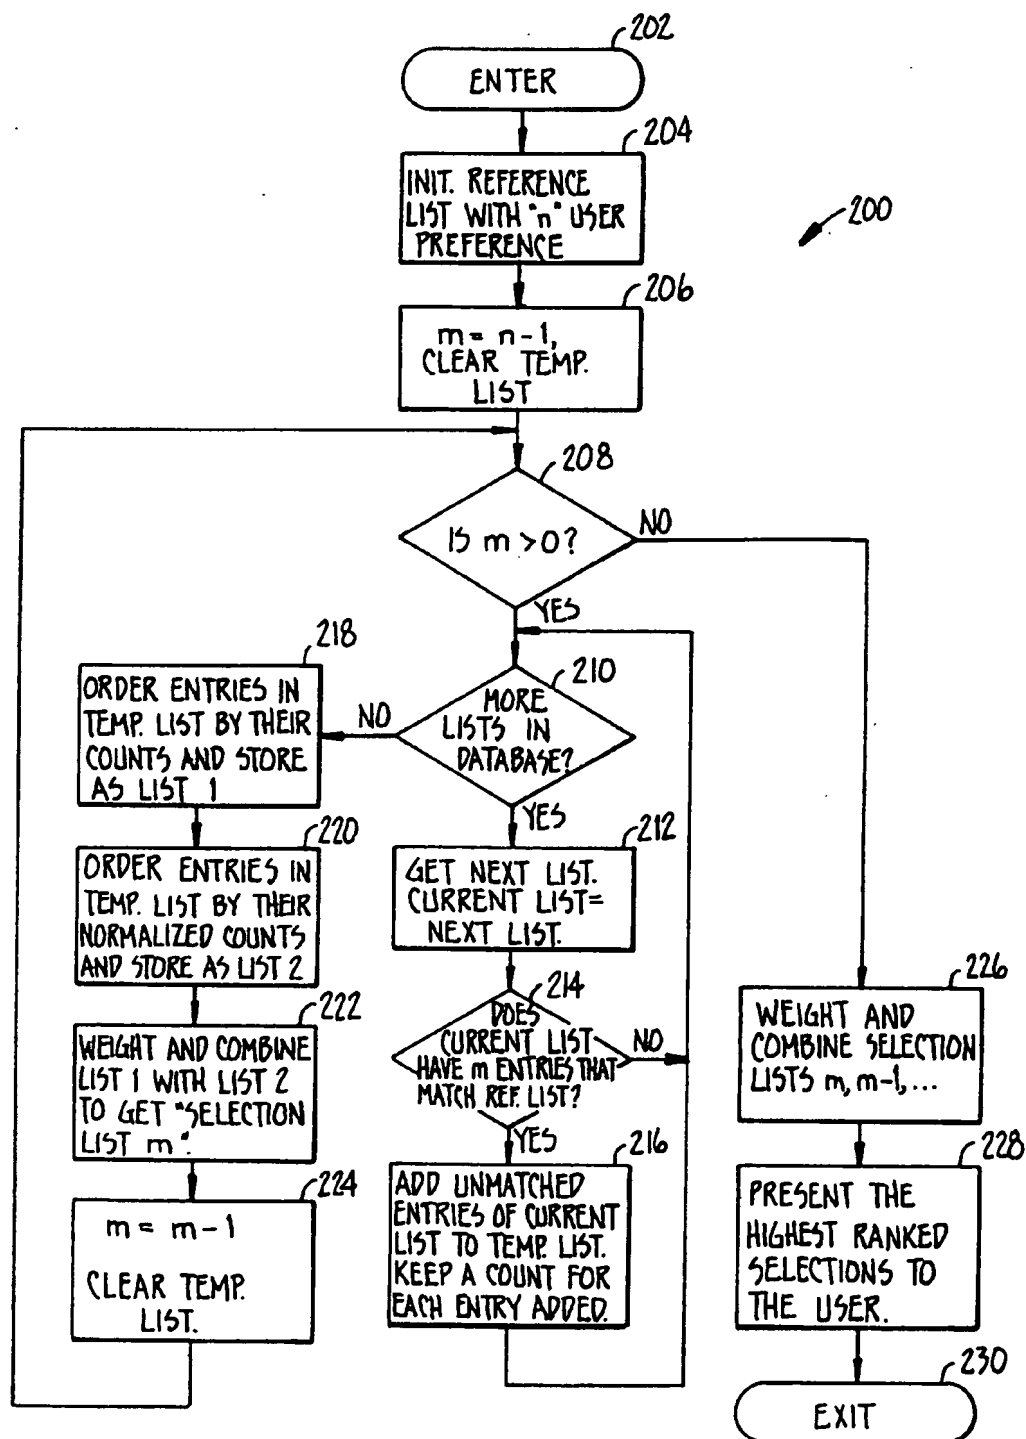 202
ENTER
204
INIT. REFERENCE
LIST WITH "n" USER
PREFERENCE
200
206
m = n-1,
CLEAR TEMP.
LIST
208
IS m > 0?
NO
YES
218
ORDER ENTRIES IN
TEMP. LIST BY THEIR
COUNTS AND STORE
AS LIST 1
NO
210
MORE
LISTS IN
DATABASE?
YES
220
ORDER ENTRIES IN
TEMP. LIST BY THEIR
NORMALIZED COUNTS
AND STORE AS LIST 2
212
GET NEXT LIST.
CURRENT LIST=
NEXT LIST.
222
WEIGHT AND COMBINE
LIST 1 WITH LIST 2
TO GET "SELECTION
LIST m".
214
DOES
CURRENT LIST
HAVE m ENTRIES THAT
MATCH REF. LIST?
NO
YES
226
WEIGHT AND
COMBINE SELECTION
LISTS m, m-1, ...
224
m = m-1
CLEAR TEMP.
LIST.
216
ADD UNMATCHED
ENTRIES OF CURRENT
LIST TO TEMP. LIST.
KEEP A COUNT FOR
EACH ENTRY ADDED.
228
PRESENT THE
HIGHEST RANKED
SELECTIONS TO
THE USER.
230
EXIT